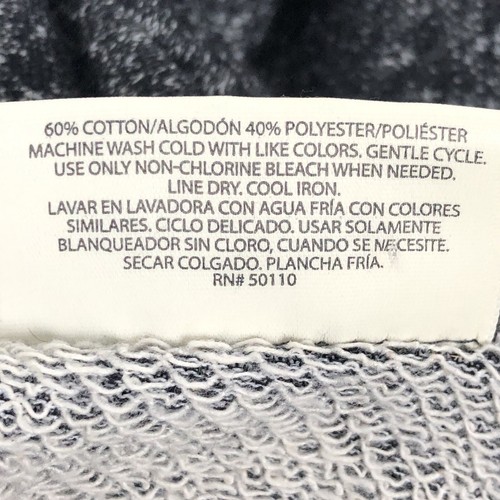 60% COTTON/ALGODÓN 40% POLYESTER/POLIÉSTER
MACHINE WASH COLD WITH LIKE COLORS. GENTLE CYCLE.
USE ONLY NON-CHLORINE BLEACH WHEN NEEDED.
LINE DRY. COOL IRON.
LAVAR EN LAVADORA CON AGUA FRÍA CON COLORES
SIMILARES. CICLO DELICADO. USAR SOLAMENTE
BLANQUEADOR SIN CLORO, CUANDO SE NECESITE.
SECAR COLGADO. PLANCHA FRÍA.
RN# 50110